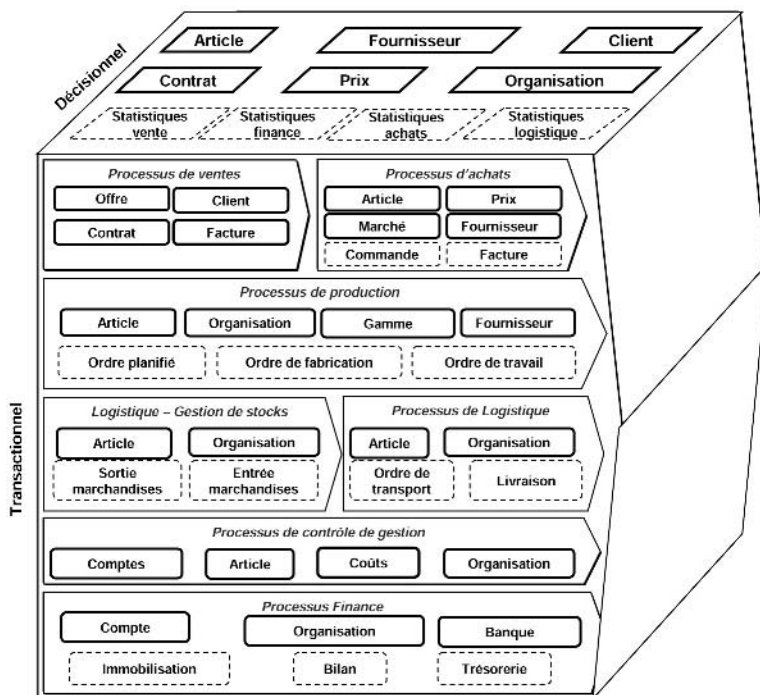 Décisionnel
Article
Fournisseur
Client
Contrat
Prix
Organisation
Statistiques
vente
Statistiques
finance
Statistiques
achats
Statistiques
logistique
Transactionnel
Processus de ventes
Offre
Client
Contrat
Facture
Processus d'achats
Article
Prix
Marché
Fournisseur
Commande
Facture
Processus de production
Article
Organisation
Gamme
Fournisseur
Ordre planifié
Ordre de fabrication
Ordre de travail
Logistique – Gestion de stocks
Article
Organisation
Sortie
marchandises
Entrée
marchandises
Processus de Logistique
Article
Organisation
Ordre de
transport
Livraison
Processus de contrôle de gestion
Comptes
Article
Coûts
Organisation
Processus Finance
Compte
Organisation
Banque
Immobilisation
Bilan
Trésorerie